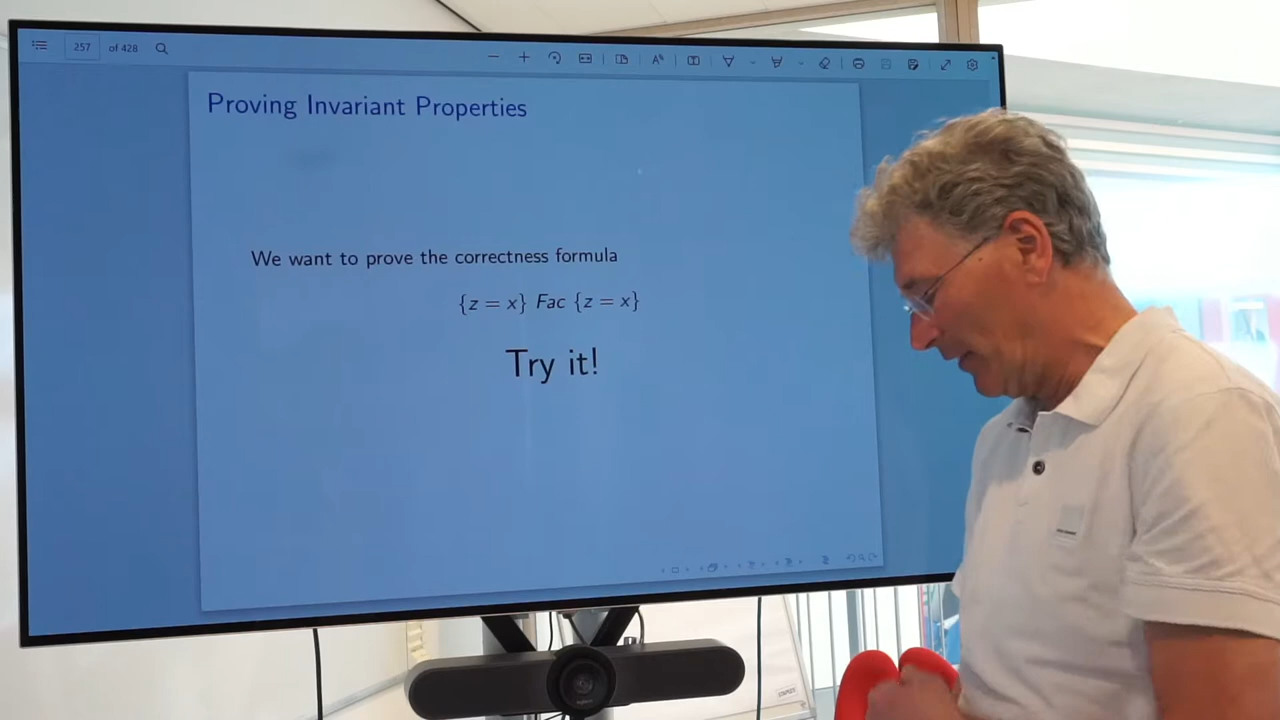 257 of 428
Proving Invariant Properties
We want to prove the correctness formula
{z = x} Fac {z = x}
Try it!